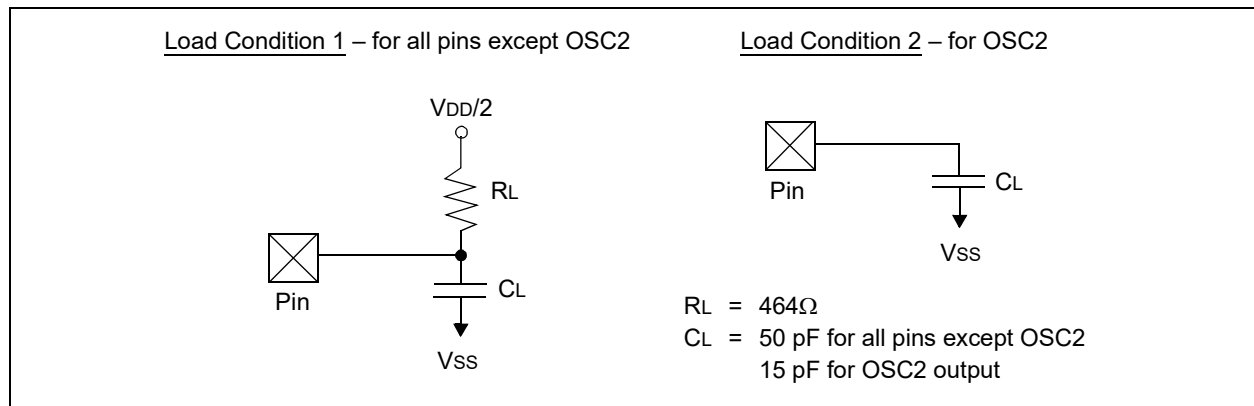 Load Condition 1 – for all pins except OSC2
VDD/2
RL
Pin
CL
VSS
Load Condition 2 – for OSC2
Pin
CL
VSS
RL = 464Ω
CL = 50 pF for all pins except OSC2
15 pF for OSC2 output